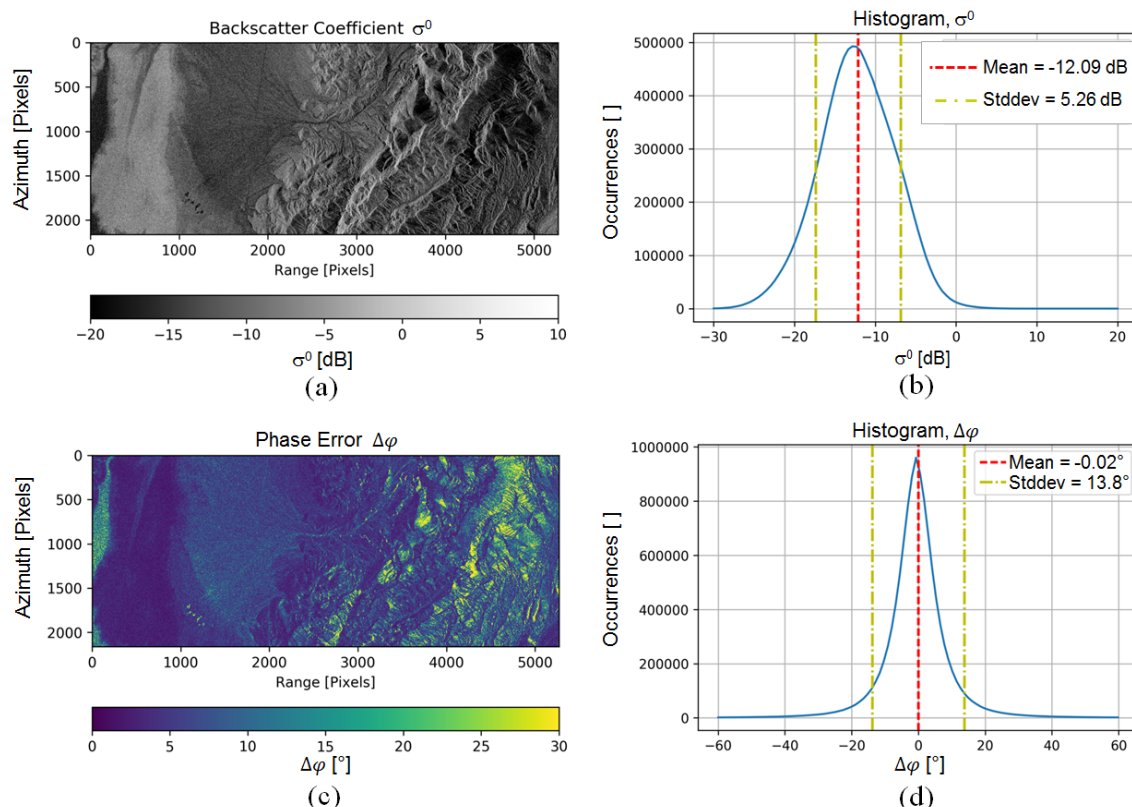 Backscatter Coefficient σ⁰
Azimuth [Pixels]
0
500
1000
1500
2000
0 1000 2000 3000 4000 5000
Range [Pixels]
−20 −15 −10 −5 0 5 10
σ⁰ [dB]
(a)
Histogram, σ⁰
Occurrences [ ]
500000
400000
300000
200000
100000
0
Mean = -12.09 dB
Stddev = 5.26 dB
−30 −20 −10 0 10 20
σ⁰ [dB]
(b)
Phase Error Δφ
Azimuth [Pixels]
0
500
1000
1500
2000
0 1000 2000 3000 4000 5000
Range [Pixels]
0 5 10 15 20 25 30
Δφ [°]
(c)
Histogram, Δφ
Occurrences [ ]
1000000
800000
600000
400000
200000
0
Mean = -0.02°
Stddev = 13.8°
−60 −40 −20 0 20 40 60
Δφ [°]
(d)